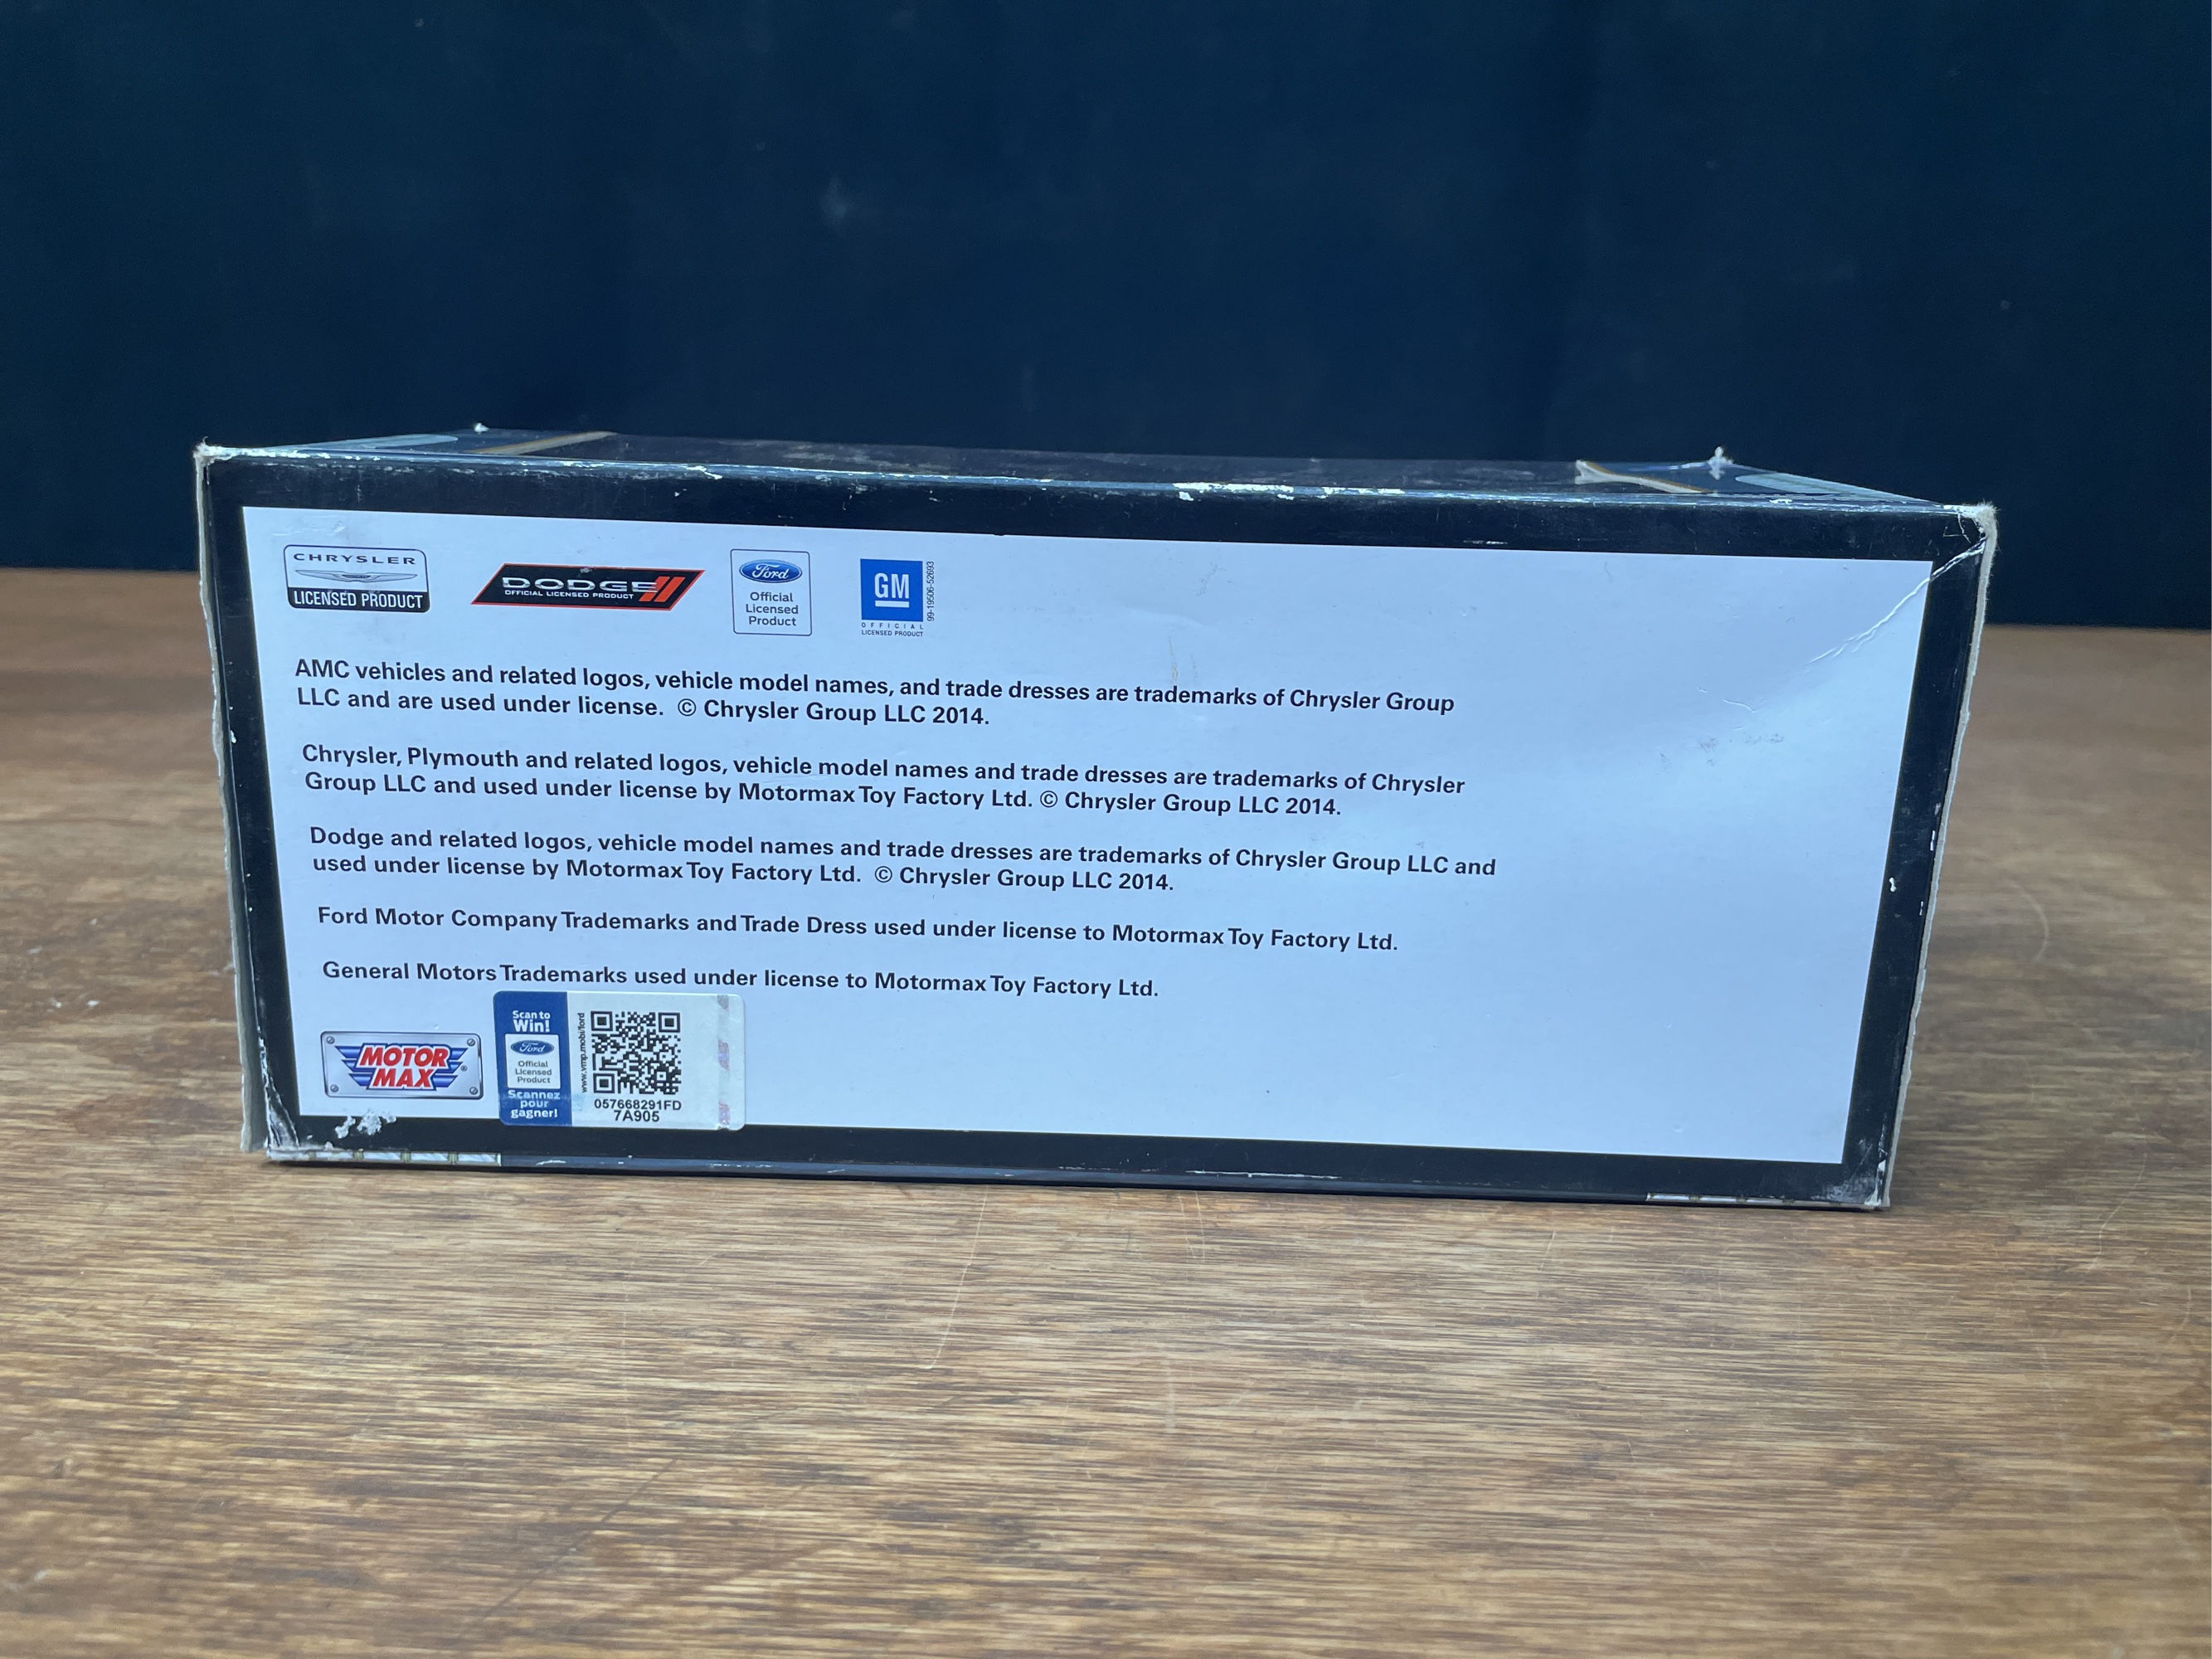 CHRYSLER
LICENSED PRODUCT
DODGE
OFFICIAL LICENSED PRODUCT
Ford
Official
Licensed
Product
GM
OFFICIAL
LICENSED PRODUCT
99-19506-52693
AMC vehicles and related logos, vehicle model names, and trade dresses are trademarks of Chrysler Group
LLC and are used under license. © Chrysler Group LLC 2014.
Chrysler, Plymouth and related logos, vehicle model names and trade dresses are trademarks of Chrysler
Group LLC and used under license by Motormax Toy Factory Ltd. © Chrysler Group LLC 2014.
Dodge and related logos, vehicle model names and trade dresses are trademarks of Chrysler Group LLC and
used under license by Motormax Toy Factory Ltd. © Chrysler Group LLC 2014.
Ford Motor Company Trademarks and Trade Dress used under license to Motormax Toy Factory Ltd.
General Motors Trademarks used under license to Motormax Toy Factory Ltd.
MOTOR
MAX
®
Scan to
Win!
Ford
Official
Licensed
Product
Scannez
pour
gagner!
www.vmp.mobi/ford
057668291FD
7A905